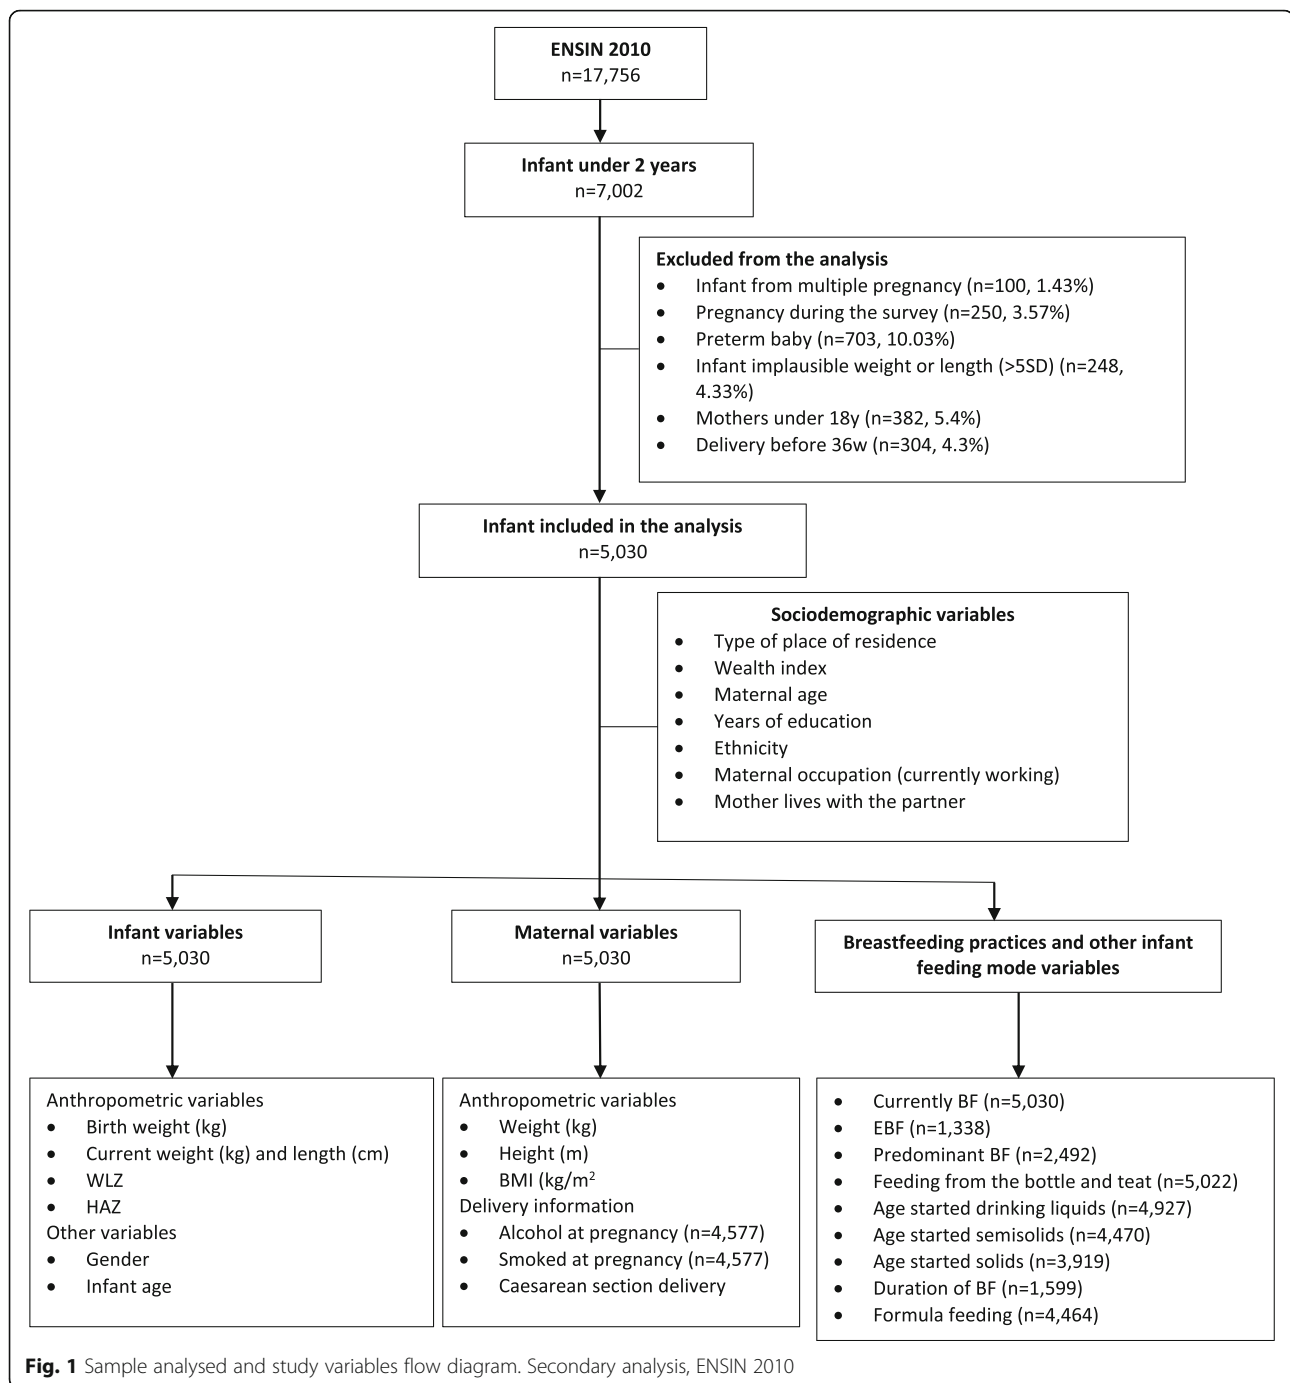 ENSIN 2010
n=17,756
Infant under 2 years
n=7,002
Excluded from the analysis
• Infant from multiple pregnancy (n=100, 1.43%)
• Pregnancy during the survey (n=250, 3.57%)
• Preterm baby (n=703, 10.03%)
• Infant implausible weight or length (>5SD) (n=248,
4.33%)
• Mothers under 18y (n=382, 5.4%)
• Delivery before 36w (n=304, 4.3%)
Infant included in the analysis
n=5,030
Sociodemographic variables
• Type of place of residence
• Wealth index
• Maternal age
• Years of education
• Ethnicity
• Maternal occupation (currently working)
• Mother lives with the partner
Infant variables
n=5,030
Maternal variables
n=5,030
Breastfeeding practices and other infant
feeding mode variables
Anthropometric variables
• Birth weight (kg)
• Current weight (kg) and length (cm)
• WLZ
• HAZ
Other variables
• Gender
• Infant age
Anthropometric variables
• Weight (kg)
• Height (m)
• BMI (kg/m²
Delivery information
• Alcohol at pregnancy (n=4,577)
• Smoked at pregnancy (n=4,577)
• Caesarean section delivery
• Currently BF (n=5,030)
• EBF (n=1,338)
• Predominant BF (n=2,492)
• Feeding from the bottle and teat (n=5,022)
• Age started drinking liquids (n=4,927)
• Age started semisolids (n=4,470)
• Age started solids (n=3,919)
• Duration of BF (n=1,599)
• Formula feeding (n=4,464)
Fig. 1 Sample analysed and study variables flow diagram. Secondary analysis, ENSIN 2010